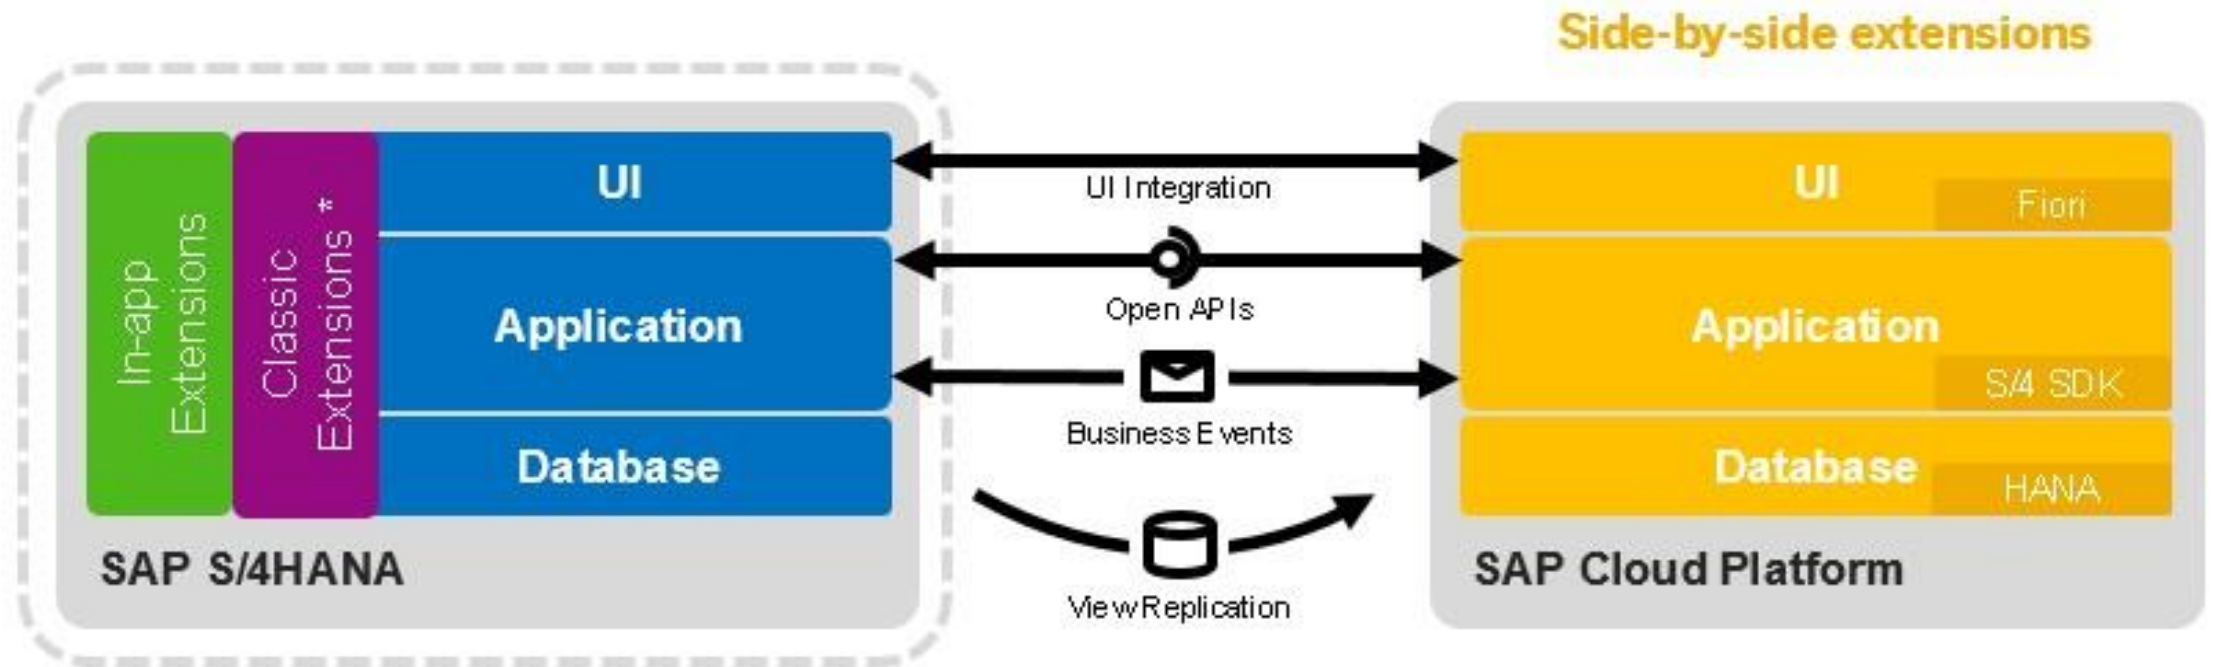 Side-by-side extensions
In-app
Extensions
Classic
Extensions *
UI
Application
Database
SAP S/4HANA
UI Integration
Open APIs
Business Events
View Replication
UI
Fiori
Application
S/4 SDK
Database
HANA
SAP Cloud Platform